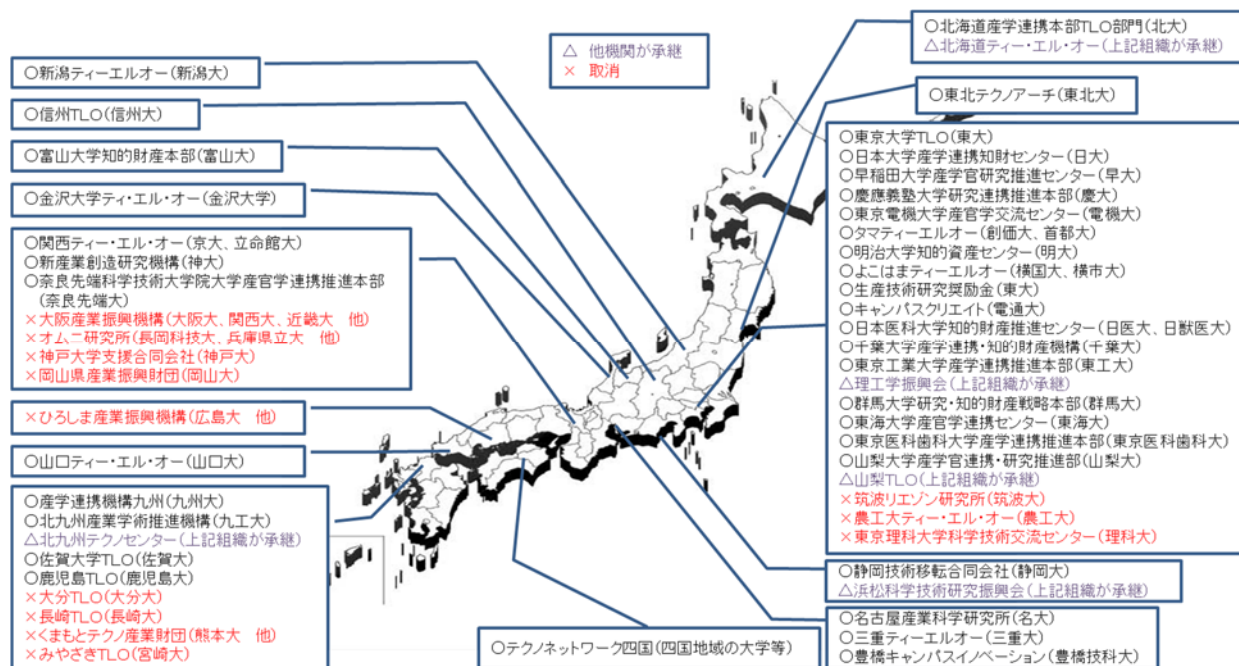 ○北海道産学連携本部TLO部門(北大)
△北海道ティー・エル・オー(上記組織が承継)
△ 他機関が承継
× 取消
○新潟ティーエルオー(新潟大)
○信州TLO(信州大)
○富山大学知的財産本部(富山大)
○金沢大学ティ・エル・オー(金沢大学)
○関西ティー・エル・オー(京大、立命館大)
○新産業創造研究機構(神大)
○奈良先端科学技術大学院大学産官学連携推進本部
(奈良先端大)
×大阪産業振興機構(大阪大、関西大、近畿大 他)
×オムニ研究所(長岡科技大、兵庫県立大 他)
×神戸大学支援合同会社(神戸大)
×岡山県産業振興財団(岡山大)
×ひろしま産業振興機構(広島大 他)
○山口ティー・エル・オー(山口大)
○産学連携機構九州(九州大)
○北九州産業学術推進機構(九工大)
△北九州テクノセンター(上記組織が承継)
○佐賀大学TLO(佐賀大)
○鹿児島TLO(鹿児島大)
×大分TLO(大分大)
×長崎TLO(長崎大)
×くまもとテクノ産業財団(熊本大 他)
×みやざきTLO(宮崎大)
○テクノネットワーク四国(四国地域の大学等)
○東北テクノアーチ(東北大)
○東京大学TLO(東大)
○日本大学産学連携知財センター(日大)
○早稲田大学産学官研究推進センター(早大)
○慶應義塾大学研究連携推進本部(慶大)
○東京電機大学産官学交流センター(電機大)
○タマティーエルオー(創価大、首都大)
○明治大学知的資産センター(明大)
○よこはまティーエルオー(横国大、横市大)
○生産技術研究奨励金(東大)
○キャンパスクリエイト(電通大)
○日本医科大学知的財産推進センター(日医大、日獣医大)
○千葉大学産学連携・知的財産機構(千葉大)
○東京工業大学産学連携推進本部(東工大)
△理工学振興会(上記組織が承継)
○群馬大学研究・知的財産戦略本部(群馬大)
○東海大学産官学連携センター(東海大)
○東京医科歯科大学産学連携推進本部(東京医科歯科大)
○山梨大学産学官連携・研究推進部(山梨大)
△山梨TLO(上記組織が承継)
×筑波リエゾン研究所(筑波大)
×農工大ティー・エル・オー(農工大)
×東京理科大学科学技術交流センター(理科大)
○静岡技術移転合同会社(静岡大)
△浜松科学技術研究振興会(上記組織が承継)
○名古屋産業科学研究所(名大)
○三重ティーエルオー(三重大)
○豊橋キャンパスイノベーション(豊橋技科大)